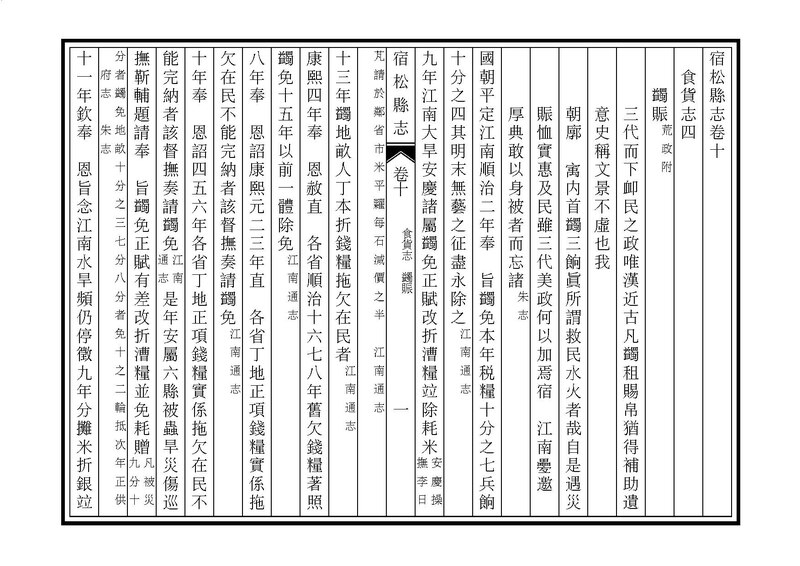 宿松縣志卷十
食貨志四
蠲賑荒政附
三代而下卹民之政唯漢近古凡蠲租賜帛猶得補助遺
意史稱文景不虛也我
朝廓　寓内首蠲三餉眞所謂救民水火者哉自是遇災
賑恤實惠及民雖三代美政何以加焉宿　江南疊邀
厚典敢以身被者而忘諸朱志
國朝平定江南順治二年奉　旨蠲免本年税糧十分之七兵餉
十分之四其明末無藝之征盡永除之江南通志
九年江南大旱安慶諸屬蠲免正賦改折漕糧竝除耗米安慶操撫李日
芃請於鄰省市米平糶每石減價之半　江南通志
宿松縣志　卷十　食貨志　蠲賑　一
十三年蠲地畝人丁本折錢糧拖欠在民者江南通志
康熙四年奉　恩赦直　各省順治十六七八年舊欠錢糧著照
蠲免十五年以前一體除免江南通志
八年奉　恩詔康熙元二三年直　各省丁地正項錢糧實係拖
欠在民不能完納者該督撫奏請蠲免江南通志
十年奉　恩詔四五六年各省丁地正項錢糧實係拖欠在民不
能完納者該督撫奏請蠲免江南通志是年安屬六縣被蟲旱災傷巡
撫靳輔題請奉　旨蠲免正賦有差改折漕糧並免耗贈凡被災九分十
分者蠲免地畝十分之三七分八分者免十之二輪抵次年正供　府志　朱志
十一年欽奉　恩旨念江南水旱頻仍停徵九年分攤米折銀竝